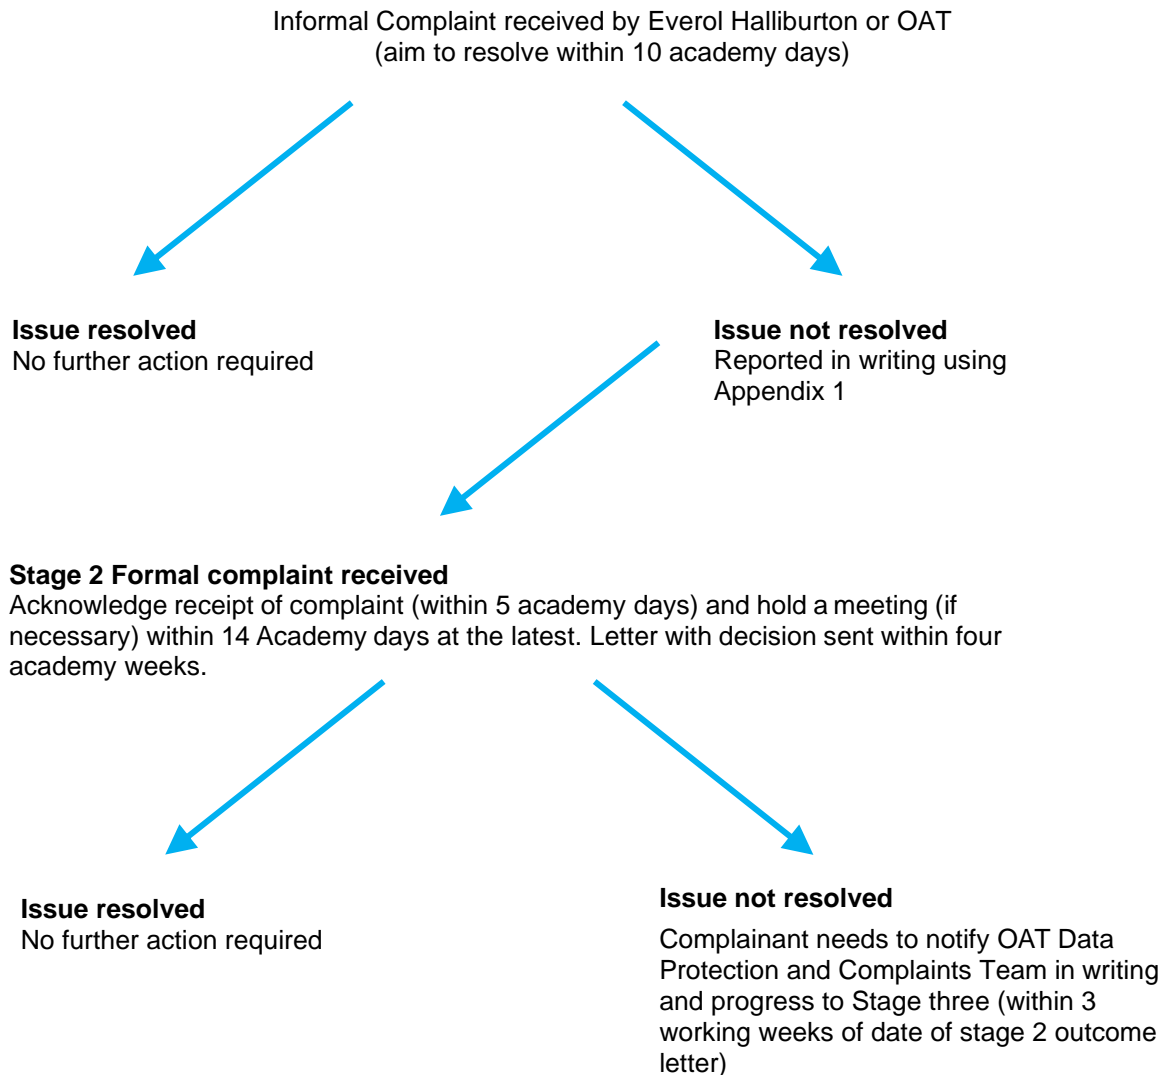 Informal Complaint received by Everol Halliburton or OAT
(aim to resolve within 10 academy days)
Issue resolved
No further action required
Issue not resolved
Reported in writing using
Appendix 1
Stage 2 Formal complaint received
Acknowledge receipt of complaint (within 5 academy days) and hold a meeting (if
necessary) within 14 Academy days at the latest. Letter with decision sent within four
academy weeks.
Issue resolved
No further action required
Issue not resolved
Complainant needs to notify OAT Data
Protection and Complaints Team in writing
and progress to Stage three (within 3
working weeks of date of stage 2 outcome
letter)